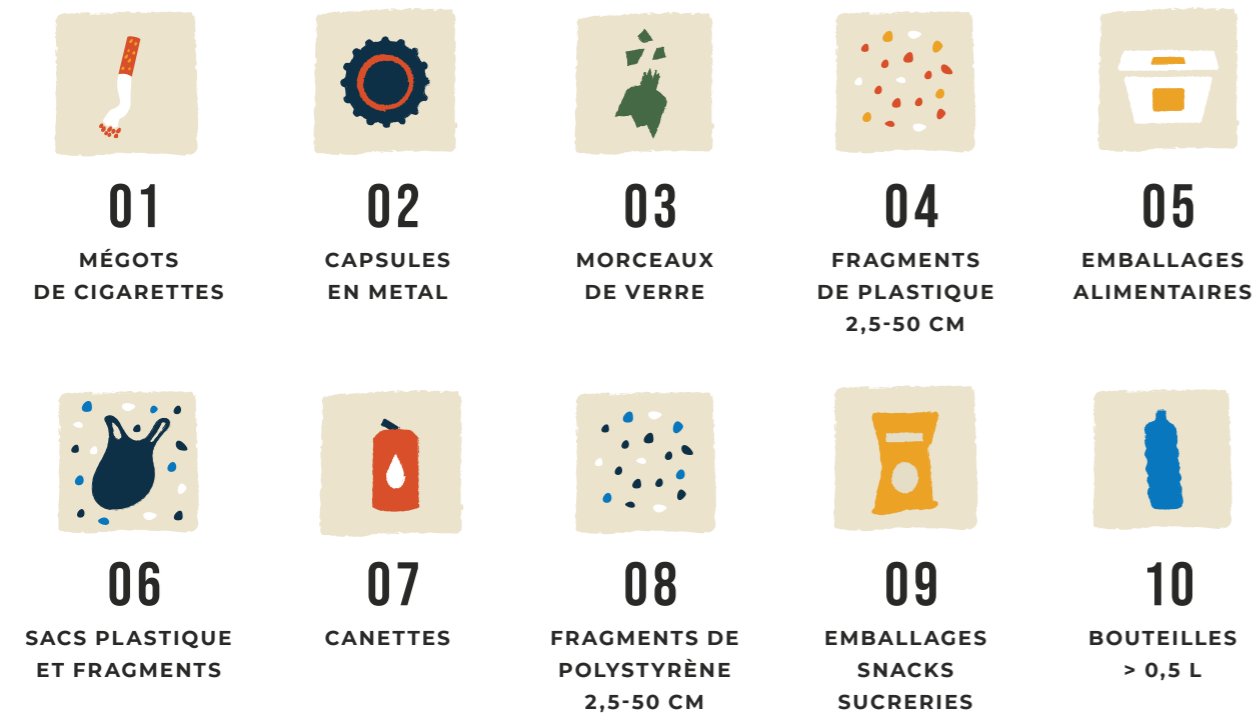 01
MÉGOTS
DE CIGARETTES
02
CAPSULES
EN METAL
03
MORCEAUX
DE VERRE
04
FRAGMENTS
DE PLASTIQUE
2,5-50 CM
05
EMBALLAGES
ALIMENTAIRES
06
SACS PLASTIQUE
ET FRAGMENTS
07
CANETTES
08
FRAGMENTS DE
POLYSTYRÈNE
2,5-50 CM
09
EMBALLAGES
SNACKS
SUCRERIES
10
BOUTEILLES
> 0,5 L